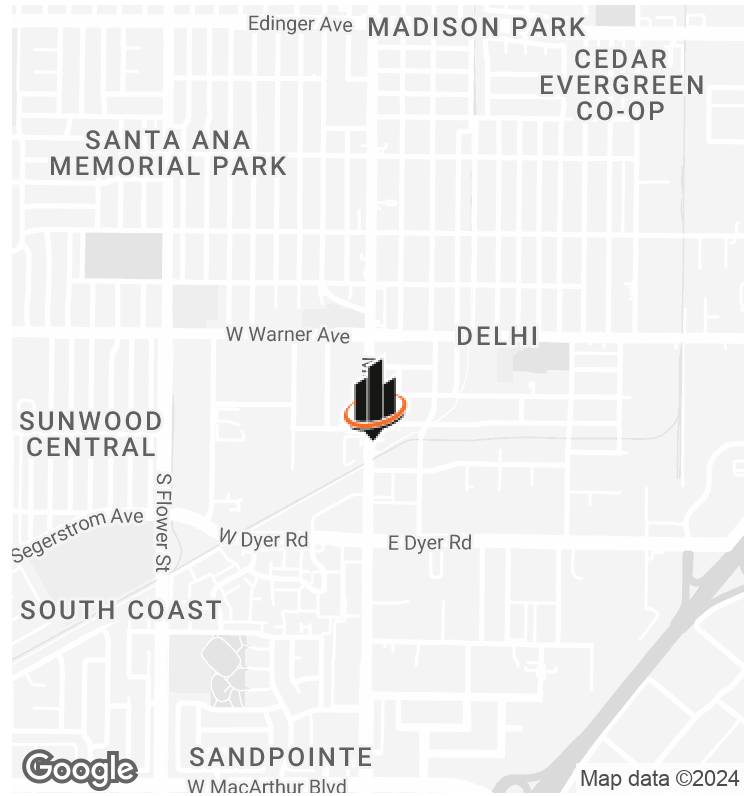 Edinger Ave
MADISON PARK
CEDAR
EVERGREEN
CO-OP
SANTA ANA
MEMORIAL PARK
W Warner Ave
DELHI
SUNWOOD
CENTRAL
S Flower St
Segerstrom Ave
W Dyer Rd
E Dyer Rd
SOUTH COAST
SANDPOINTE
Google
W MacArthur Blvd
Map data ©2024